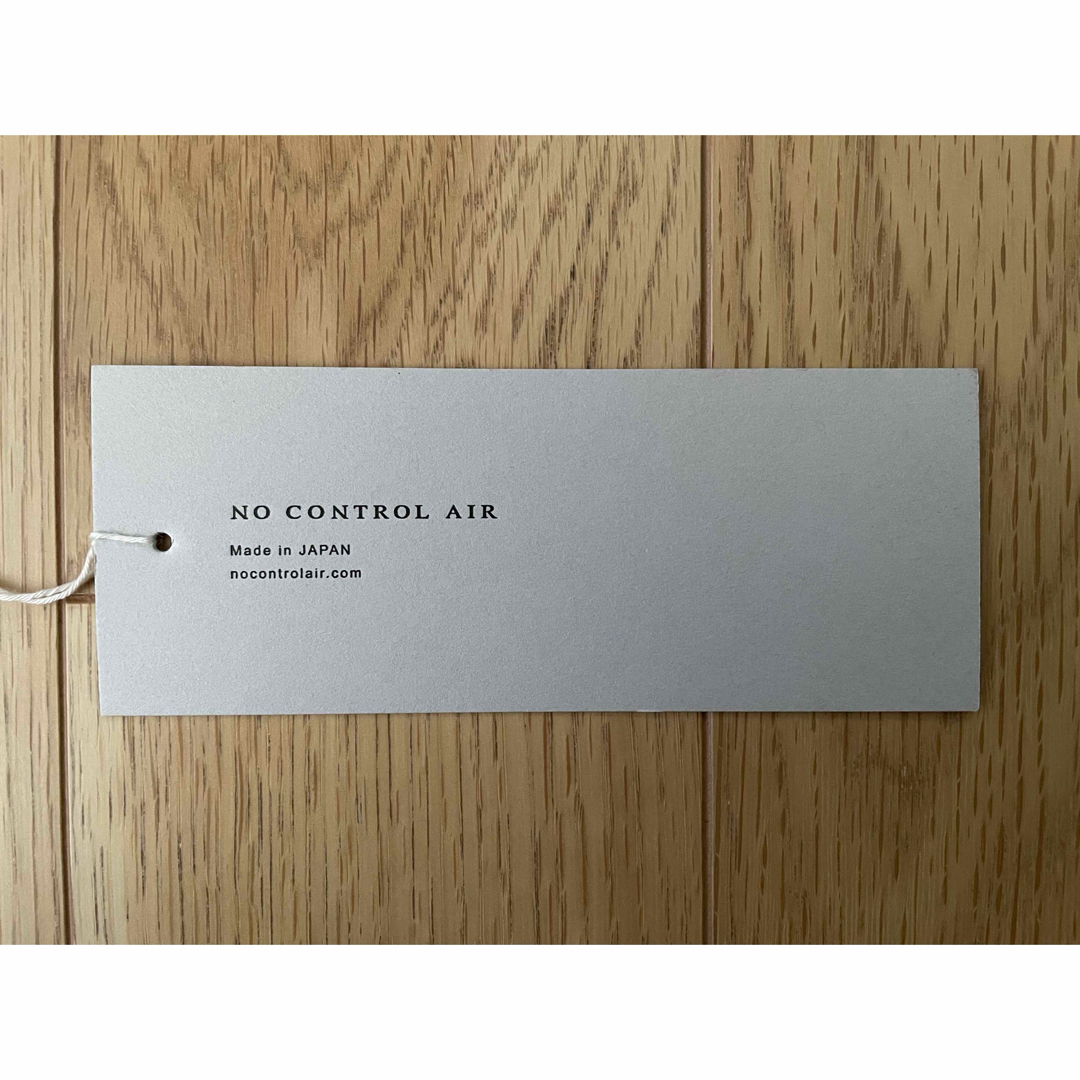 NO CONTROL AIR
Made in JAPAN
nocontrolair.com